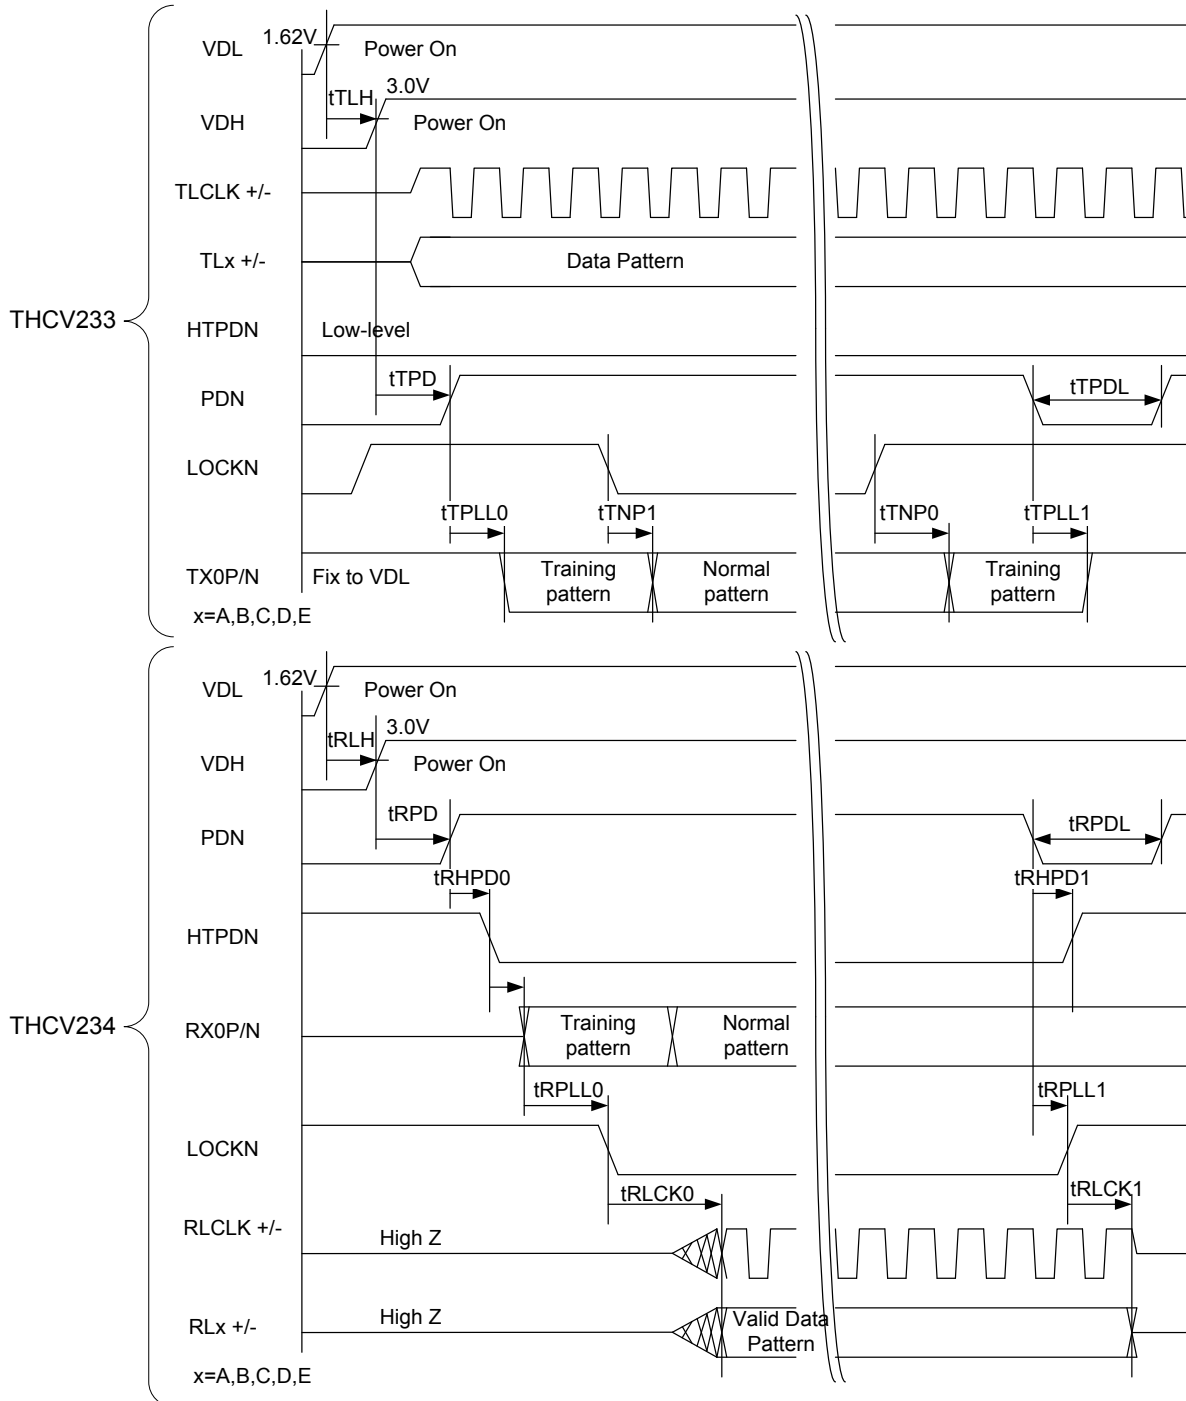 VDL 1.62V Power On
tTLH 3.0V
VDH Power On
TLCLK +/-
TLx +/- Data Pattern
THCV233
HTPDN Low-level
tTPD
PDN tTPDL
LOCKN
tTPLL0 tTNP1 tTNP0 tTPLL1
TX0P/N Fix to VDL Training pattern Normal pattern Training pattern
x=A,B,C,D,E
VDL 1.62V Power On
tRLH 3.0V
VDH Power On
tRPD
PDN tRPDL
tRHPD0 tRHPD1
HTPDN
THCV234
RX0P/N Training pattern Normal pattern
tRPLL0 tRPLL1
LOCKN
tRLCK0 tRLCK1
RLCLK +/- High Z
RLx +/- High Z Valid Data Pattern
x=A,B,C,D,E